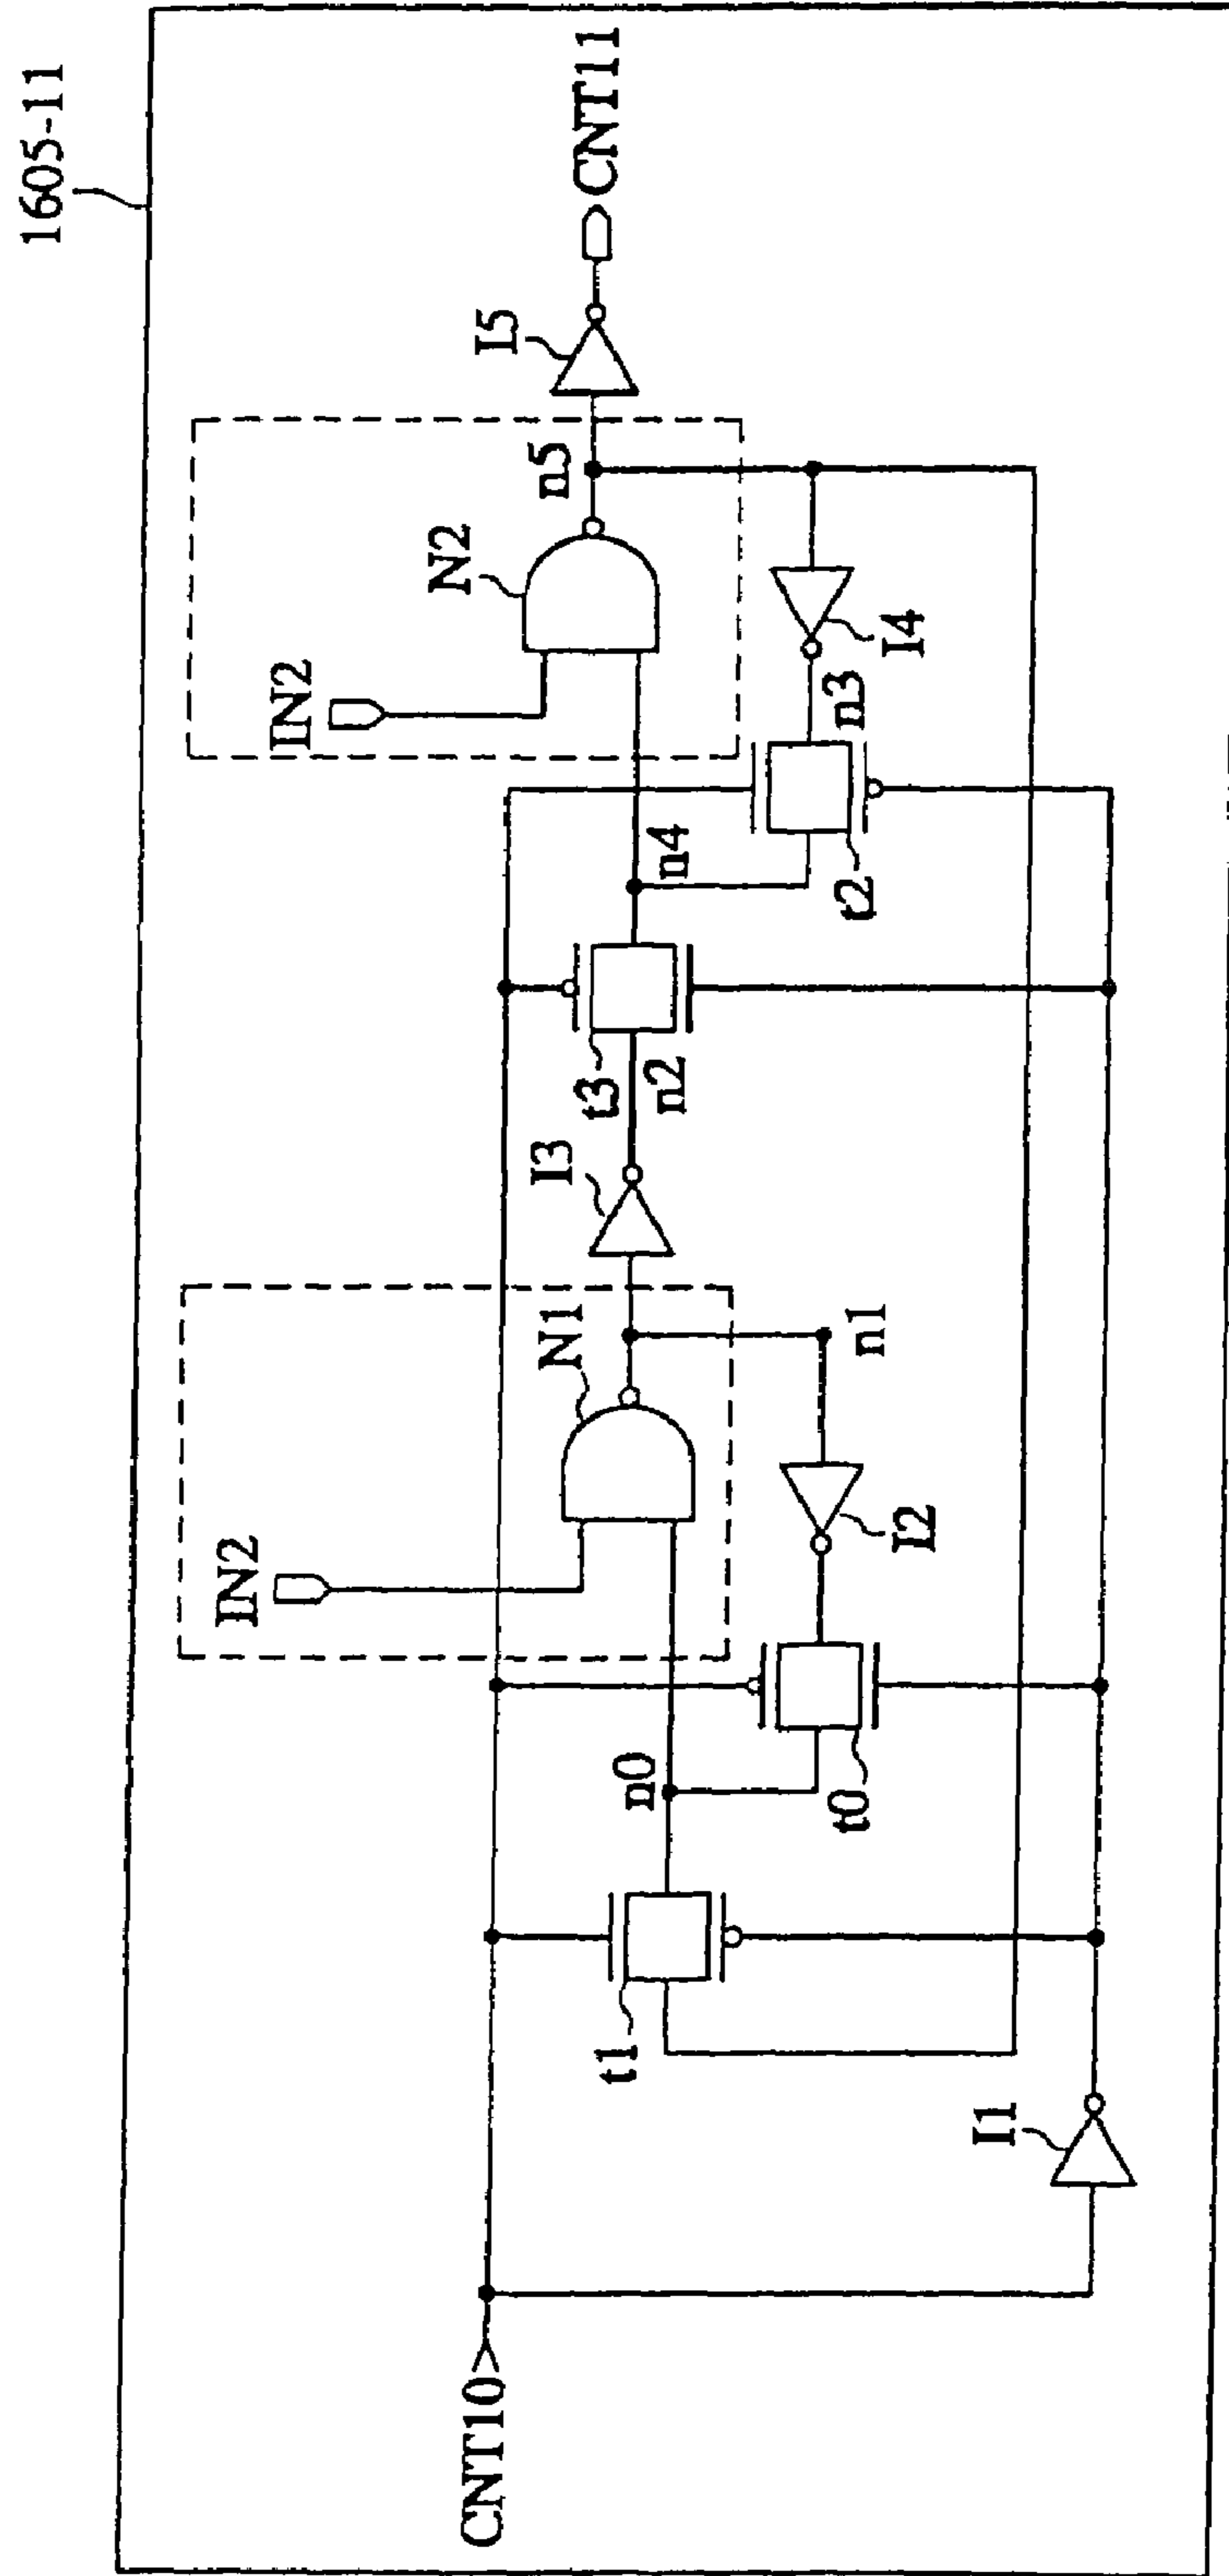 1605-11
CNT10
I1
t1
n0
t0
IN2
N1
I2
n1
I3
t3
n2
n4
t2
n3
IN2
N2
n5
I4
I5
CNT11